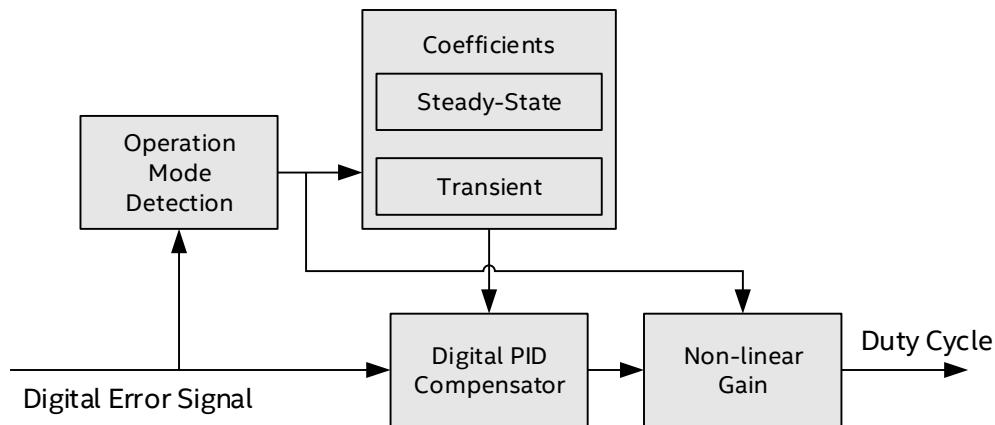 Coefficients
Steady-State
Operation
Mode
Detection
Transient
Digital PID
Compensator
Non-linear
Gain
Duty Cycle
Digital Error Signal